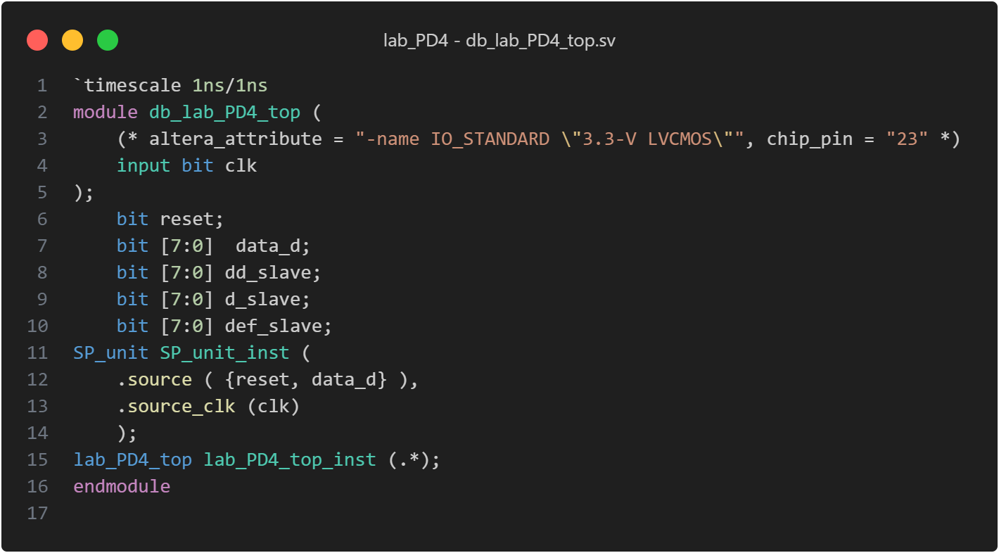 lab_PD4 - db_lab_PD4_top.sv
1 `timescale 1ns/1ns
2 module db_lab_PD4_top (
3     (* altera_attribute = "-name IO_STANDARD \"3.3-V LVCMOS\"", chip_pin = "23" *)
4     input bit clk
5 );
6     bit reset;
7     bit [7:0]  data_d;
8     bit [7:0] dd_slave;
9     bit [7:0] d_slave;
10     bit [7:0] def_slave;
11 SP_unit SP_unit_inst (
12     .source ( {reset, data_d} ),
13     .source_clk (clk)
14     );
15 lab_PD4_top lab_PD4_top_inst (.*);
16 endmodule
17